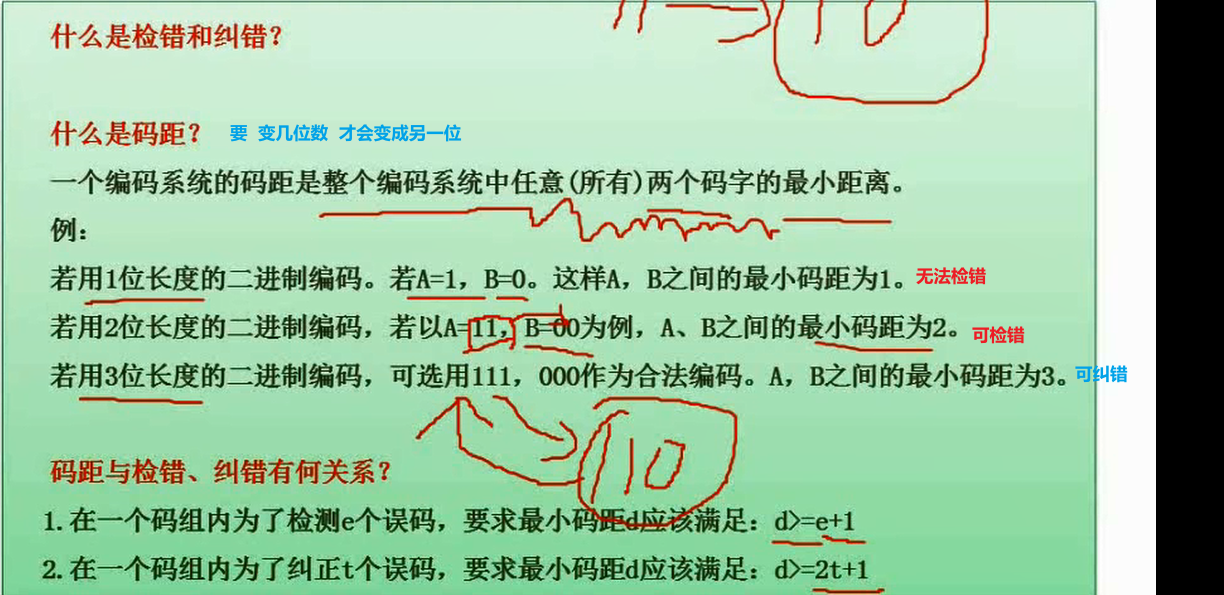 什么是检错和纠错？
什么是码距？ 要 变几位数 才会变成另一位
一个编码系统的码距是整个编码系统中任意(所有)两个码字的最小距离。
例：
若用1位长度的二进制编码。若A=1，B=0。这样A，B之间的最小码距为1。无法检错
若用2位长度的二进制编码，若以A=11，B=00为例，A、B之间的最小码距为2。可检错
若用3位长度的二进制编码，可选用111，000作为合法编码。A，B之间的最小码距为3。可纠错
110
码距与检错、纠错有何关系？
1.在一个码组内为了检测e个误码，要求最小码距d应该满足：d>=e+1
2.在一个码组内为了纠正t个误码，要求最小码距d应该满足：d>=2t+1